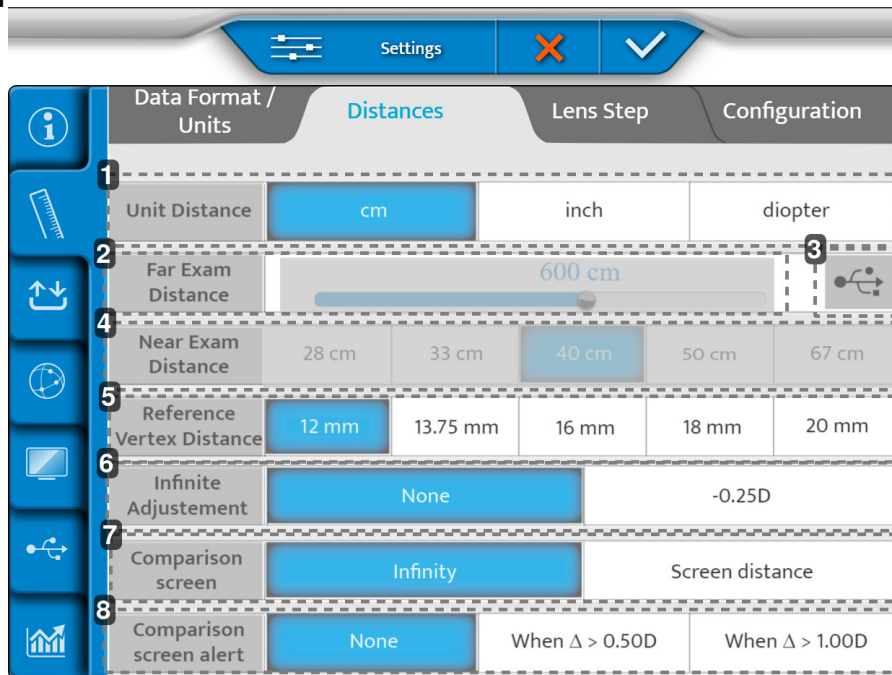 Settings
Data Format /
Units
Distances
Lens Step
Configuration
1
Unit Distance
cm
inch
diopter
2
Far Exam
Distance
600 cm
3
4
Near Exam
Distance
28 cm
33 cm
40 cm
50 cm
67 cm
5
Reference
Vertex Distance
12 mm
13.75 mm
16 mm
18 mm
20 mm
6
Infinite
Adjustement
None
-0.25D
7
Comparison
screen
Infinity
Screen distance
8
Comparison
screen alert
None
When Δ > 0.50D
When Δ > 1.00D